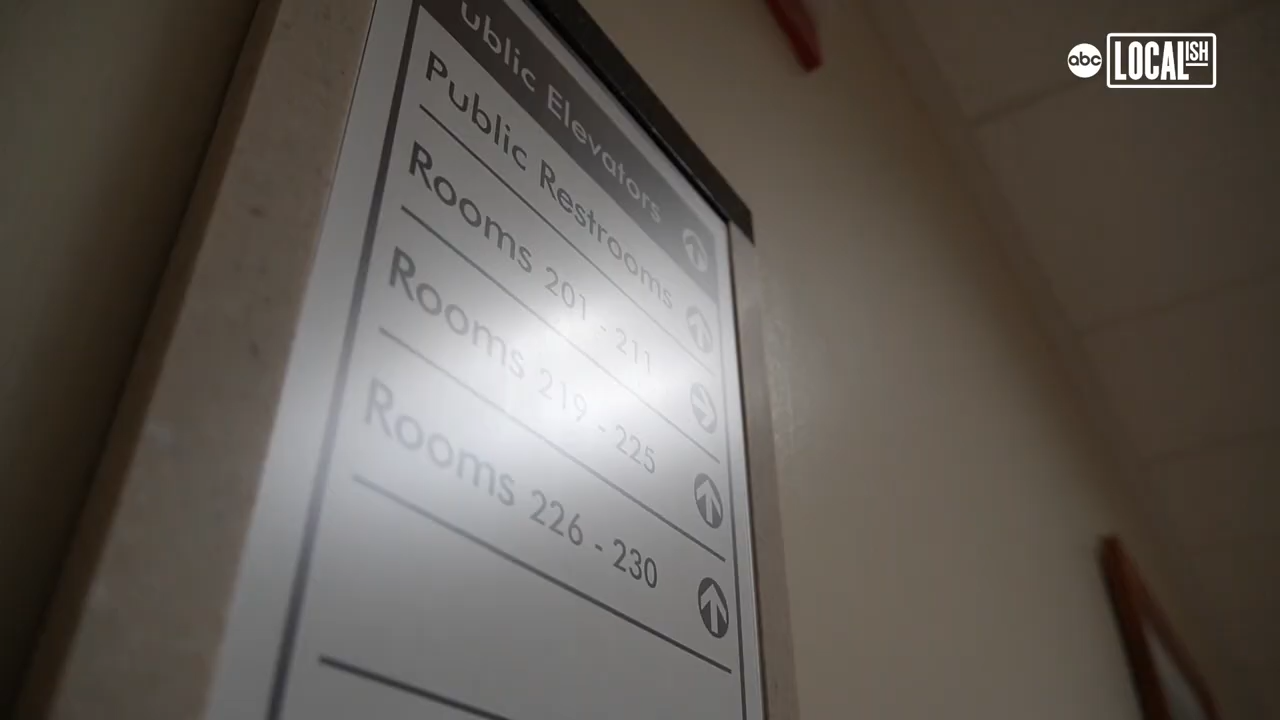 ublic Elevators
Public Restrooms
Rooms 201 - 211
Rooms 219 - 225
Rooms 226 - 230
abc LOCALISH